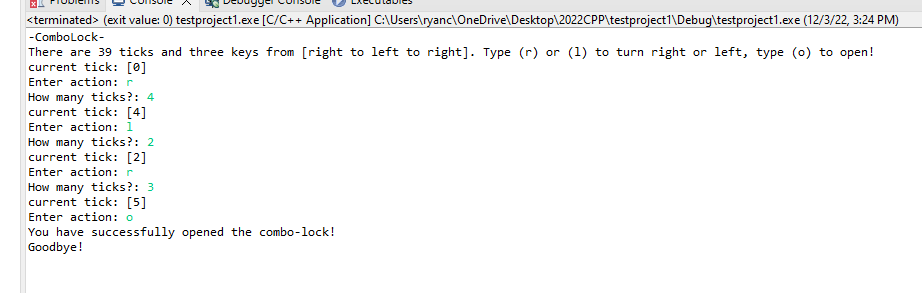 Problems Console Debugger Console Executables
<terminated> (exit value: 0) testproject1.exe [C/C++ Application] C:\Users\ryanc\OneDrive\Desktop\2022CPP\testproject1\Debug\testproject1.exe (12/3/22, 3:24 PM)
-ComboLock-
There are 39 ticks and three keys from [right to left to right]. Type (r) or (l) to turn right or left, type (o) to open!
current tick: [0]
Enter action: r
How many ticks?: 4
current tick: [4]
Enter action: l
How many ticks?: 2
current tick: [2]
Enter action: r
How many ticks?: 3
current tick: [5]
Enter action: o
You have successfully opened the combo-lock!
Goodbye!